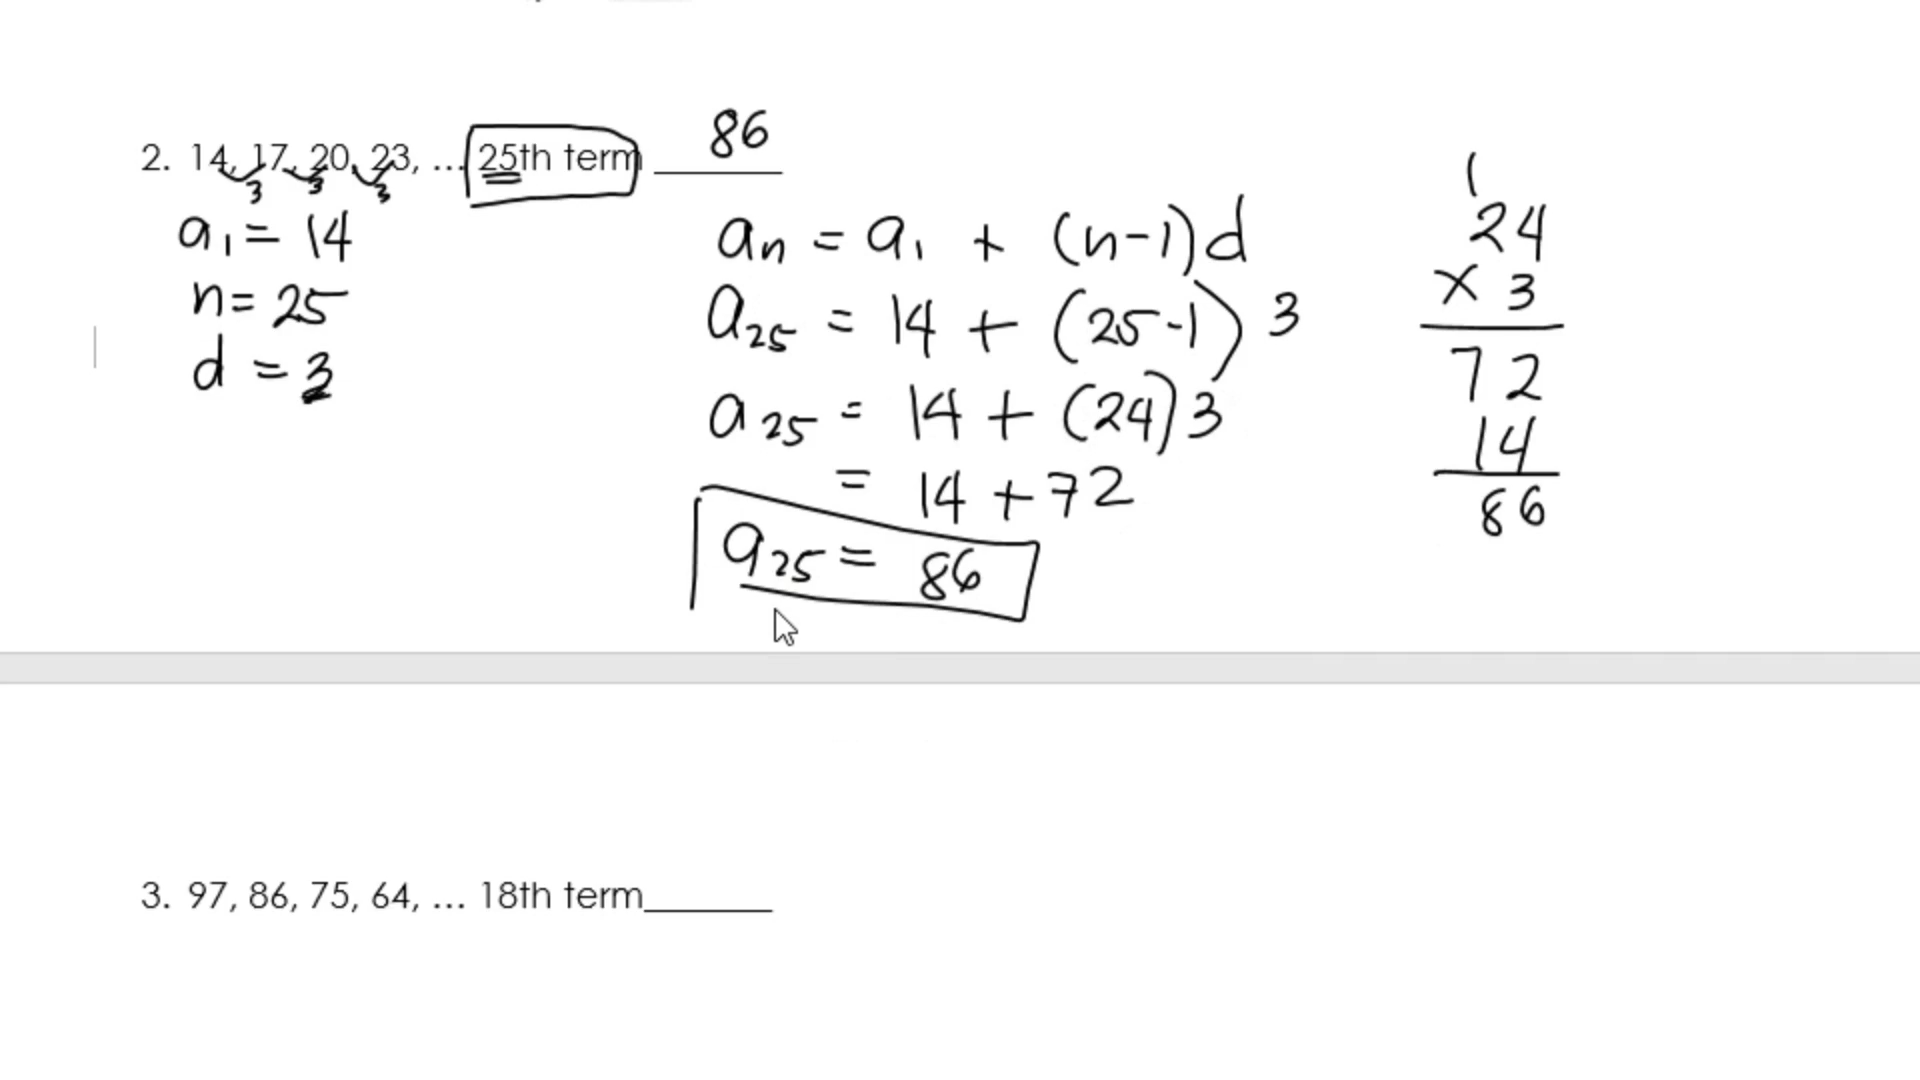 2. 14, 17, 20, 23, ... 25th term 86
3 3 3
a₁ = 14
n = 25
d = 3
aₙ = a₁ + (n-1)d
a₂₅ = 14 + (25-1) 3
a₂₅ = 14 + (24)3
= 14 + 72
a₂₅ = 86
1
24
× 3
72
14
86
3. 97, 86, 75, 64, ... 18th term______